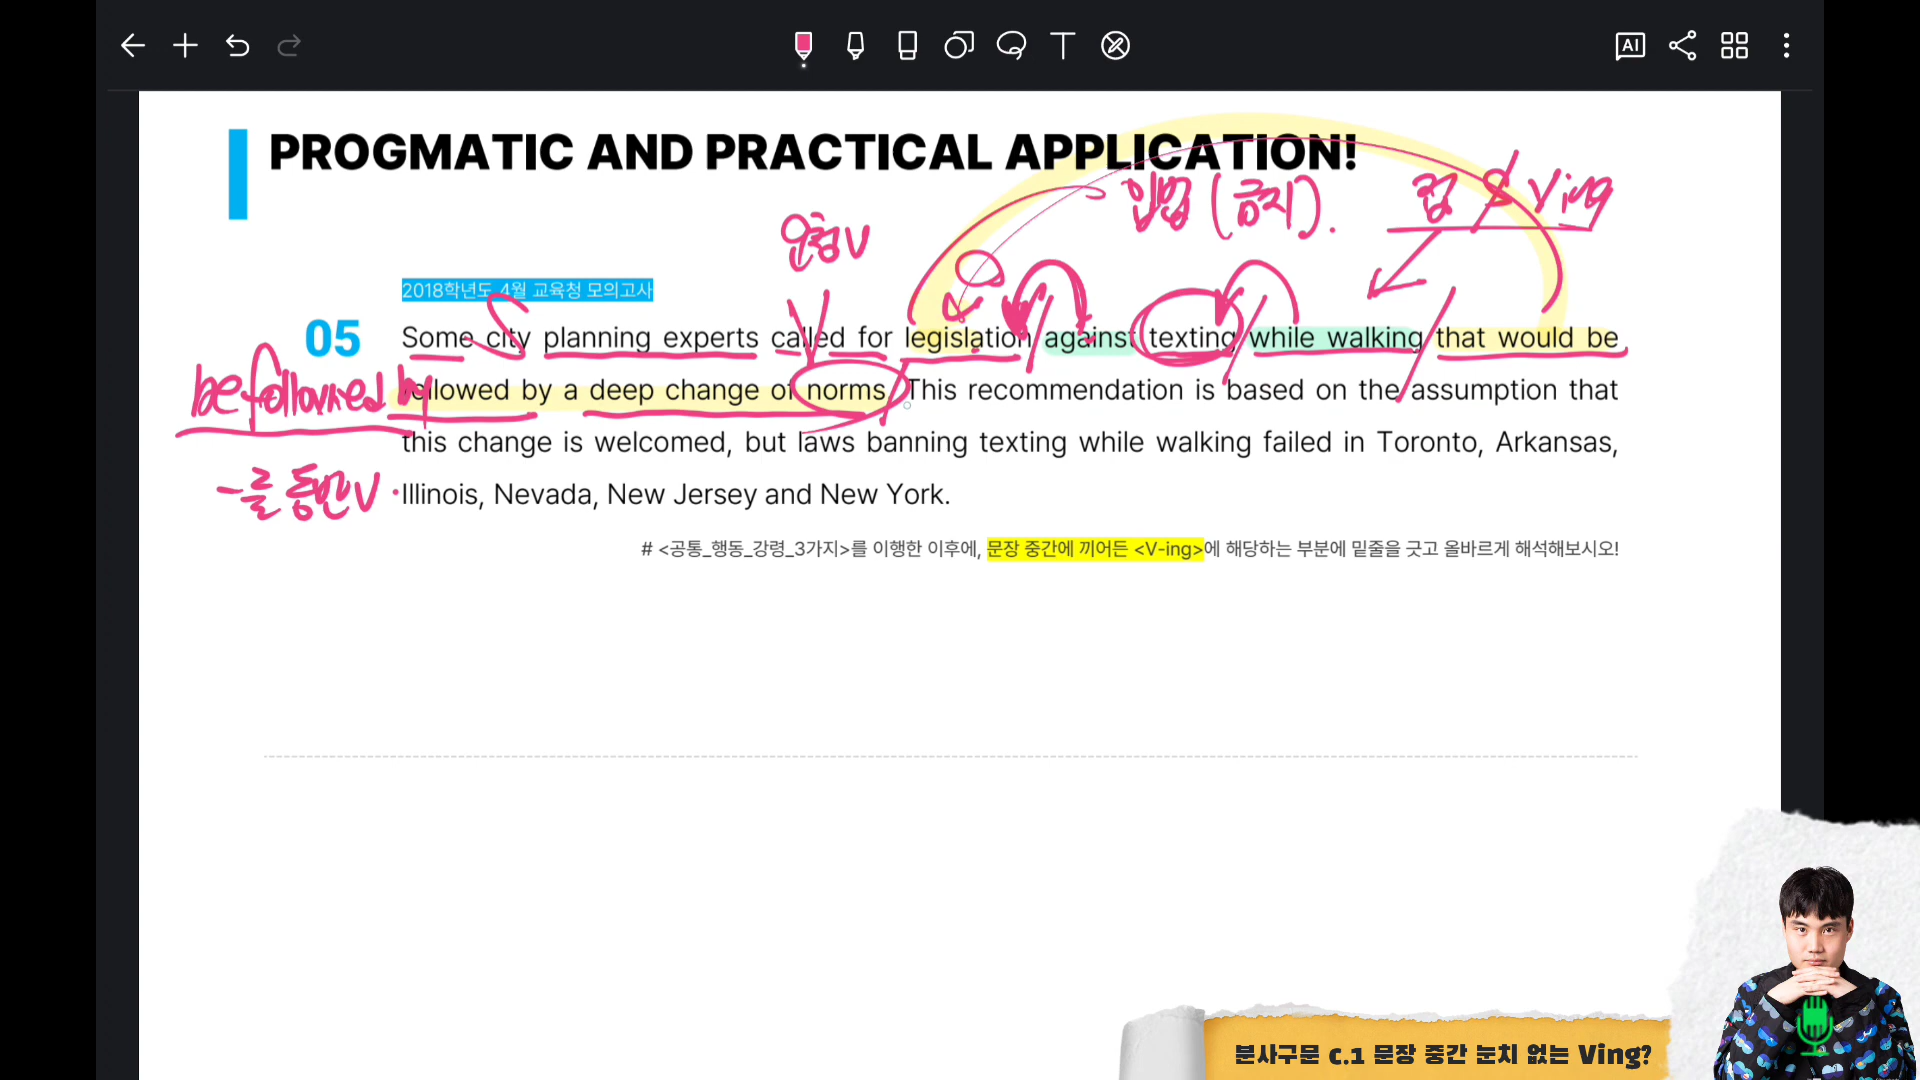 AI
PROGMATIC AND PRACTICAL APPLICATION!
입법 (금지).
접 S Ving
요청V
2018학년도 4월 교육청 모의고사
S V
05
Some city planning experts called for legislation against texting while walking that would be
followed by a deep change of norms. This recommendation is based on the assumption that
be followed by
this change is welcomed, but laws banning texting while walking failed in Toronto, Arkansas,
~를 동반V
Illinois, Nevada, New Jersey and New York.
# <공통_행동_강령_3가지>를 이행한 이후에, 문장 중간에 끼어든 <V-ing>에 해당하는 부분에 밑줄을 긋고 올바르게 해석해보시오!
분사구문 c.1 문장 중간 눈치 없는 Ving?